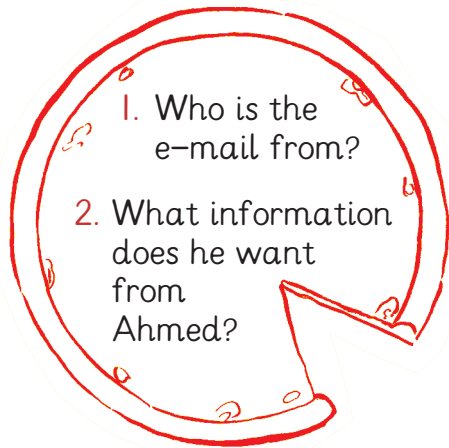 1. Who is the
e-mail from?
2. What information
does he want
from
Ahmed?